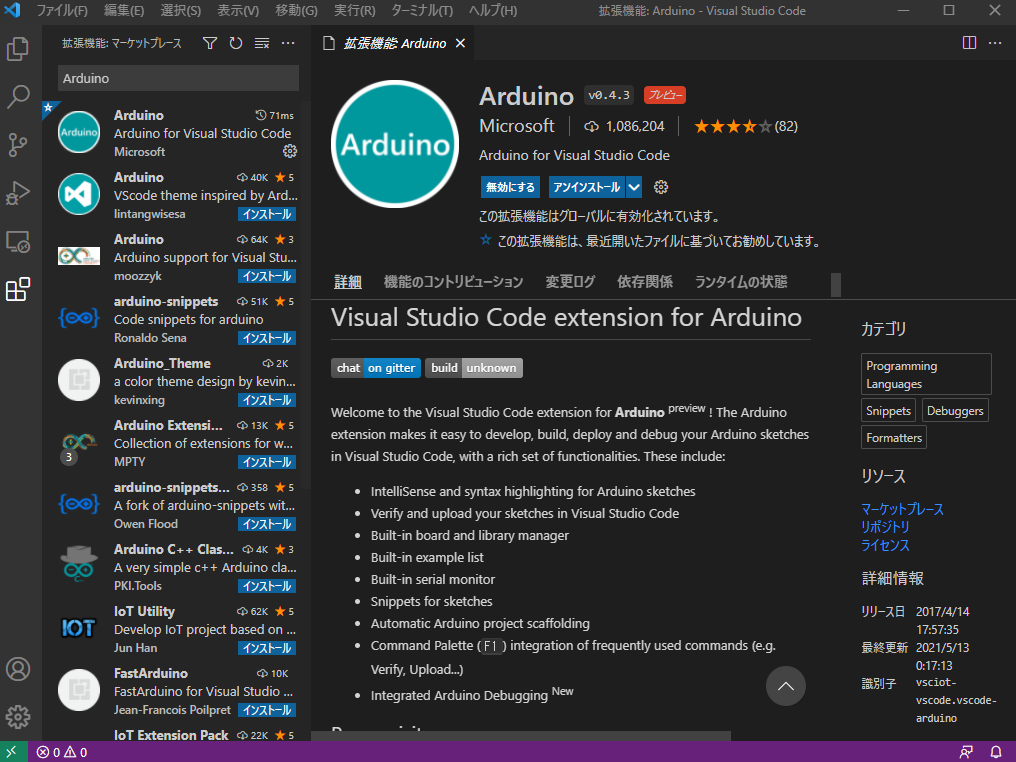 ファイル(F) 編集(E) 選択(S) 表示(V) 移動(G) 実行(R) ターミナル(T) ヘルプ(H) 拡張機能: Arduino - Visual Studio Code
拡張機能: マーケットプレース
拡張機能: Arduino
Arduino
Arduino 71ms
Arduino for Visual Studio Code
Microsoft
Arduino 40K 5
VScode theme inspired by Ard...
lintangwisesa インストール
Arduino 64K 3
Arduino support for Visual Stu...
moozzyk インストール
arduino-snippets 51K 5
Code snippets for arduino
Ronaldo Sena インストール
Arduino_Theme 2K
a color theme design by kevin...
kevinxing インストール
Arduino Extensi... 13K 5
Collection of extensions for w...
3
MPTY インストール
arduino-snippets... 358 5
A fork of arduino-snippets wit...
Owen Flood インストール
Arduino C++ Clas... 4K 3
A very simple c++ Arduino cla...
PKI.Tools インストール
IOT
IoT Utility 62K 5
Develop IoT project based on ...
Jun Han インストール
FastArduino 10K
FastArduino for Visual Studio ...
Jean-Francois Poilpret インストール
IoT Extension Pack 22K 5
Arduino
Arduino v0.4.3 プレビュー
Microsoft 1,086,204 (82)
Arduino for Visual Studio Code
無効にする アンインストール
この拡張機能はグローバルに有効化されています。
この拡張機能は、最近開いたファイルに基づいてお勧めしています。
詳細 機能のコントリビューション 変更ログ 依存関係 ランタイムの状態
Visual Studio Code extension for Arduino
chat on gitter build unknown
Welcome to the Visual Studio Code extension for Arduino preview ! The Arduino
extension makes it easy to develop, build, deploy and debug your Arduino sketches
in Visual Studio Code, with a rich set of functionalities. These include:
• IntelliSense and syntax highlighting for Arduino sketches
• Verify and upload your sketches in Visual Studio Code
• Built-in board and library manager
• Built-in example list
• Built-in serial monitor
• Snippets for sketches
• Automatic Arduino project scaffolding
• Command Palette (F1) integration of frequently used commands (e.g.
Verify, Upload...)
• Integrated Arduino Debugging New
カテゴリ
Programming
Languages
Snippets Debuggers
Formatters
リソース
マーケットプレース
リポジトリ
ライセンス
詳細情報
リリース日 2017/4/14
17:57:35
最終更新 2021/5/13
0:17:13
識別子 vsciot-
vscode.vscode-
arduino
0 0